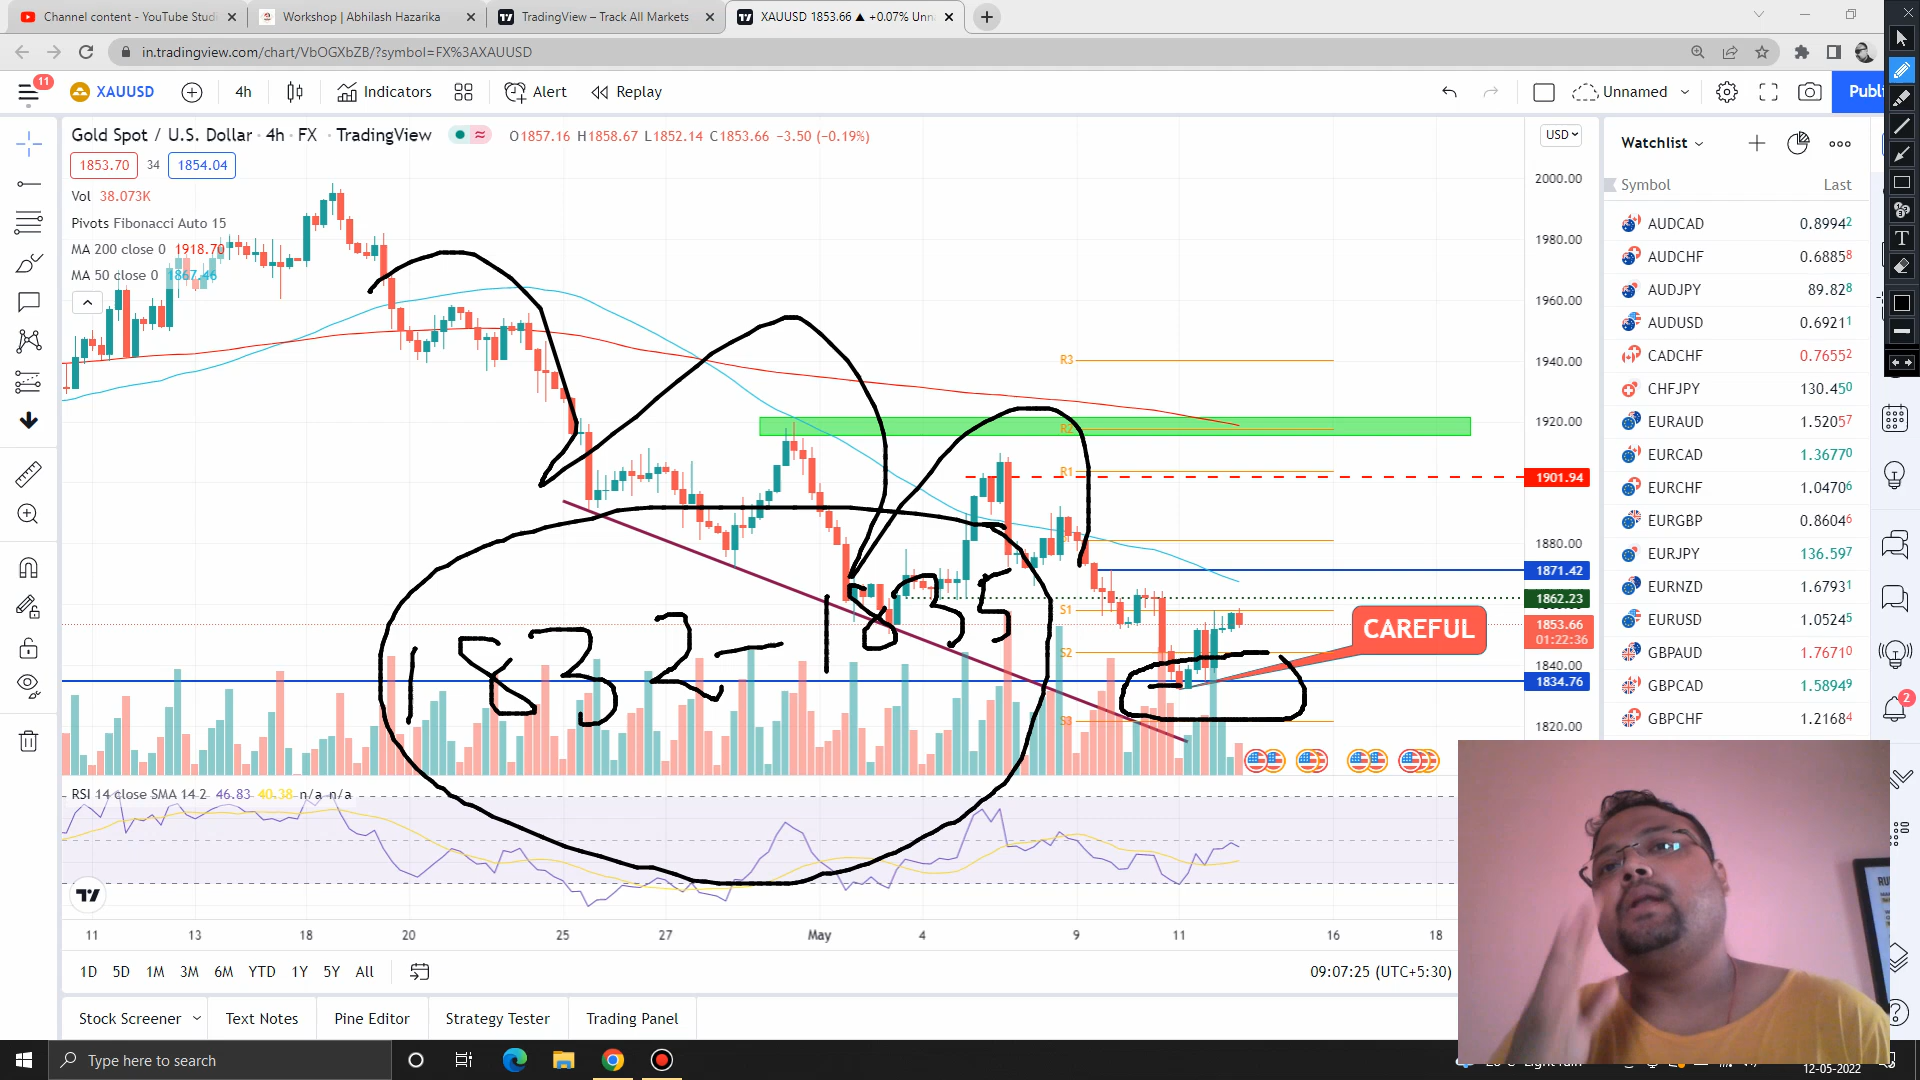 Channel content - YouTube Studi
Workshop | Abhilash Hazarika
TradingView – Track All Markets
XAUUSD 1853.66 ▲ +0.07% Unn
in.tradingview.com/chart/VbOGXbZB/?symbol=FX%3AXAUUSD
11
XAUUSD
4h
Indicators
Alert
Replay
Unnamed
Publi
Gold Spot / U.S. Dollar · 4h · FX · TradingView
O1857.16 H1858.67 L1852.14 C1853.66 −3.50 (−0.19%)
1853.70 34 1854.04
Vol 38.073K
Pivots Fibonacci Auto 15
MA 200 close 0 1918.70
MA 50 close 0 1867.46
USD
2000.00
1980.00
1960.00
1940.00
1920.00
1901.94
1880.00
1871.42
1862.23
1853.66
01:22:36
1840.00
1834.76
1820.00
R3
R2
R1
S1
S2
S3
CAREFUL
1832-1835
RSI 14 close SMA 14 2 46.83 40.38 n/a n/a
11 13 18 20 25 27 May 4 9 11 16 18
1D 5D 1M 3M 6M YTD 1Y 5Y All
09:07:25 (UTC+5:30)
Stock Screener
Text Notes
Pine Editor
Strategy Tester
Trading Panel
Watchlist
Symbol Last
AUDCAD 0.89942
AUDCHF 0.68858
AUDJPY 89.828
AUDUSD 0.69211
CADCHF 0.76552
CHFJPY 130.450
EURAUD 1.52057
EURCAD 1.36770
EURCHF 1.04706
EURGBP 0.86046
EURJPY 136.597
EURNZD 1.67931
EURUSD 1.05245
GBPAUD 1.76710
GBPCAD 1.58949
GBPCHF 1.21684
2
Type here to search
12-05-2022